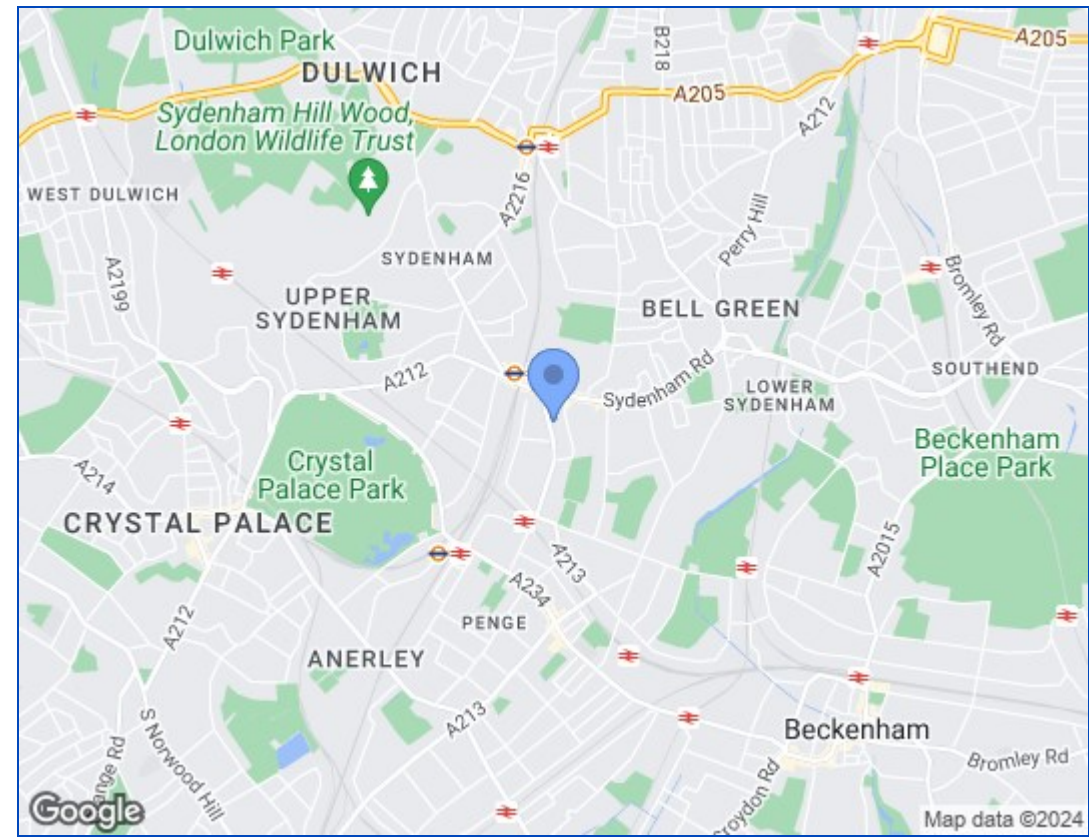 Dulwich Park
DULWICH
B218
A205
A205
A212
Sydenham Hill Wood,
London Wildlife Trust
WEST DULWICH
A2216
Perry Hill
SYDENHAM
A2199
Bromley Rd
UPPER
SYDENHAM
BELL GREEN
A212
Sydenham Rd
SOUTHEND
LOWER
SYDENHAM
Beckenham
Place Park
A214
Crystal
Palace Park
CRYSTAL PALACE
A2015
A213
A234
A212
PENGE
ANERLEY
A213
S Norwood Hill
Beckenham
ange Rd
Croydon Rd
Bromley Rd
Google
Map data ©2024